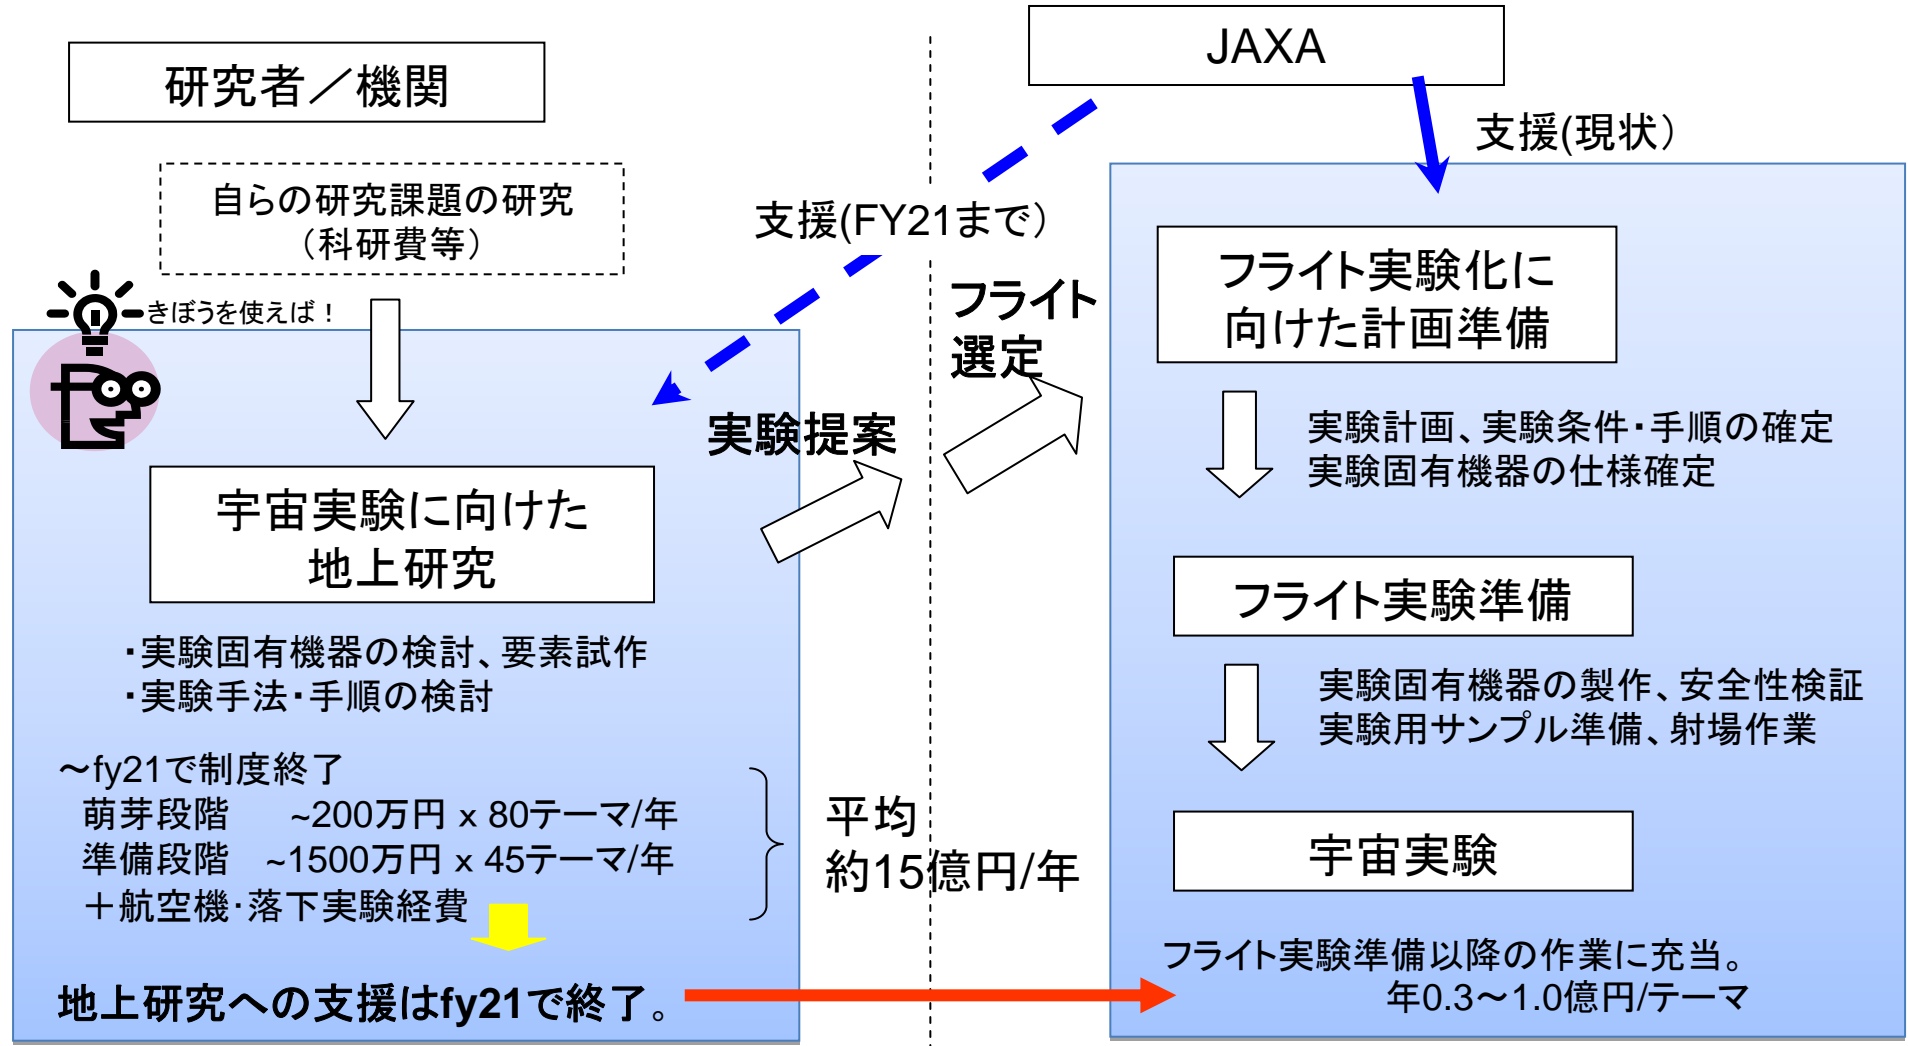 研究者／機関
自らの研究課題の研究
（科研費等）
きぼうを使えば！
宇宙実験に向けた
地上研究
・実験固有機器の検討、要素試作
・実験手法・手順の検討
～fy21で制度終了
萌芽段階 ~200万円 x 80テーマ/年
準備段階 ~1500万円 x 45テーマ/年
＋航空機・落下実験経費
平均
約15億円/年
地上研究への支援はfy21で終了。
実験提案
フライト
選定
支援(FY21まで）
JAXA
支援(現状）
フライト実験化に
向けた計画準備
実験計画、実験条件・手順の確定
実験固有機器の仕様確定
フライト実験準備
実験固有機器の製作、安全性検証
実験用サンプル準備、射場作業
宇宙実験
フライト実験準備以降の作業に充当。
年0.3～1.0億円/テーマ